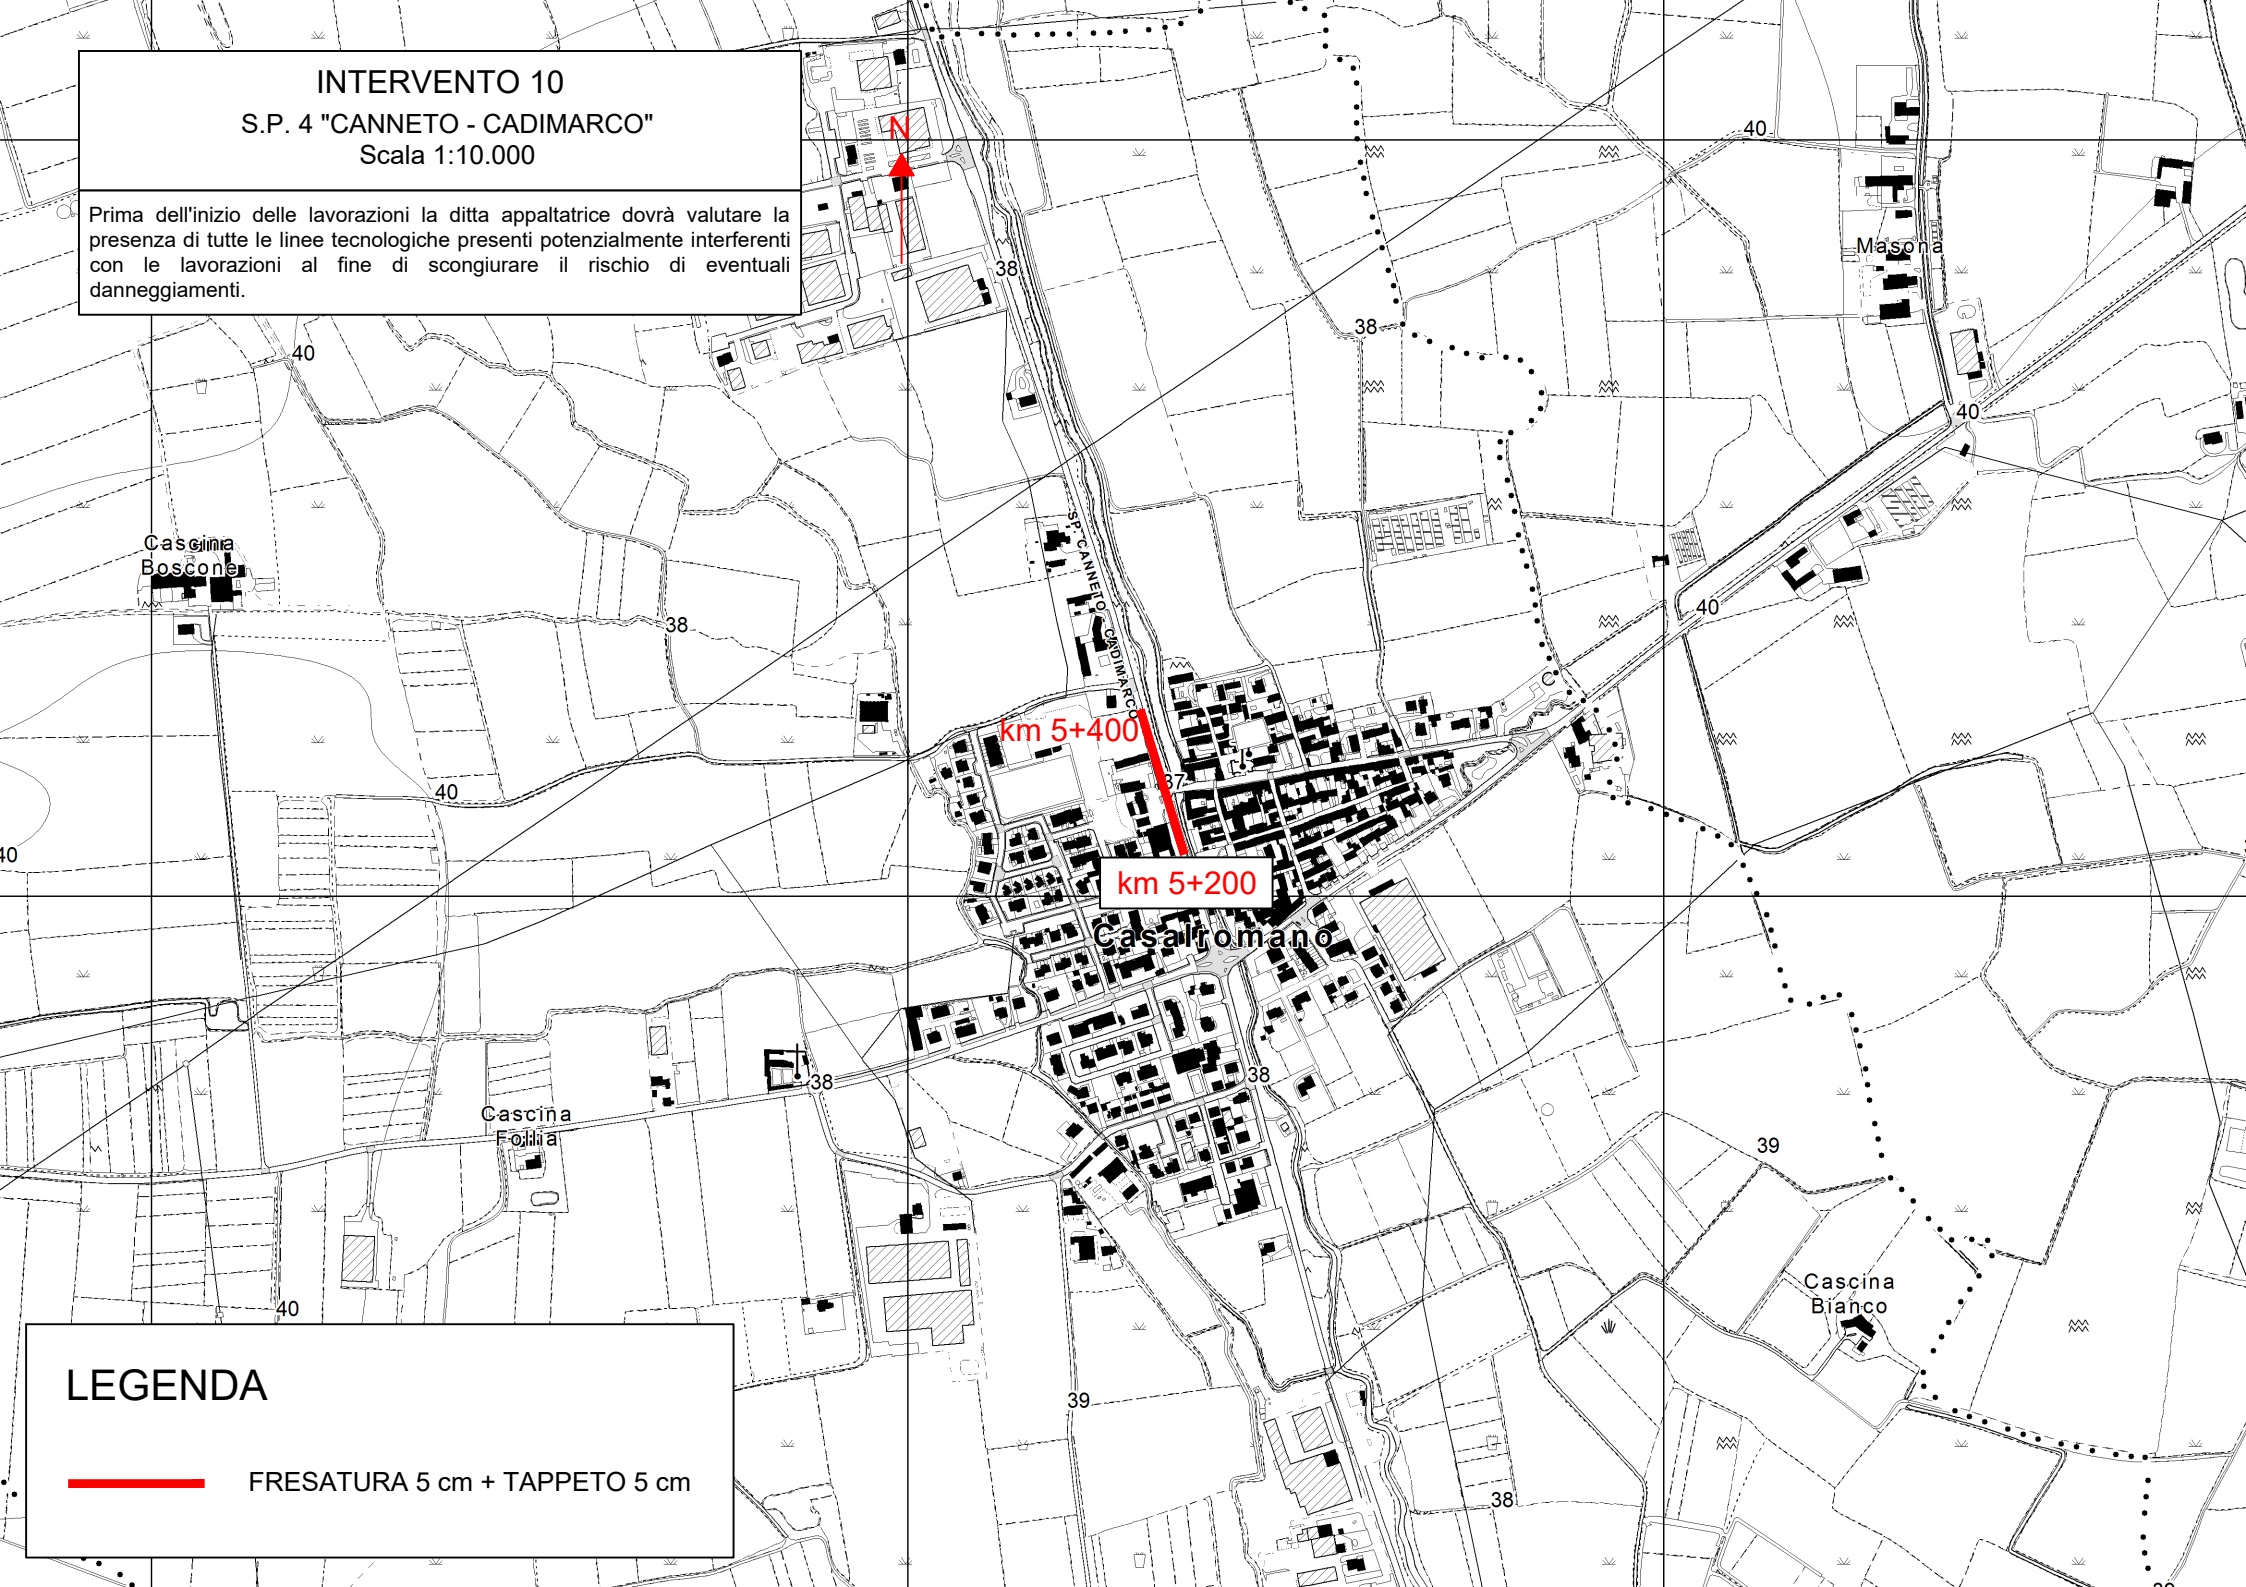 INTERVENTO 10
S.P. 4 "CANNETO - CADIMARCO"
Scala 1:10.000
Prima dell'inizio delle lavorazioni la ditta appaltatrice dovrà valutare la
presenza di tutte le linee tecnologiche presenti potenzialmente interferenti
con le lavorazioni al fine di scongiurare il rischio di eventuali
danneggiamenti.
N
40
Masona
38
38
40
40
SP CANNETO CADIMARCO
Cascina
Boscone
40
38
C
km 5+400
37
40
40
km 5+200
Casalromano
38
38
Cascina
Follia
39
Cascina
Bianco
40
39
38
39
LEGENDA
FRESATURA 5 cm + TAPPETO 5 cm